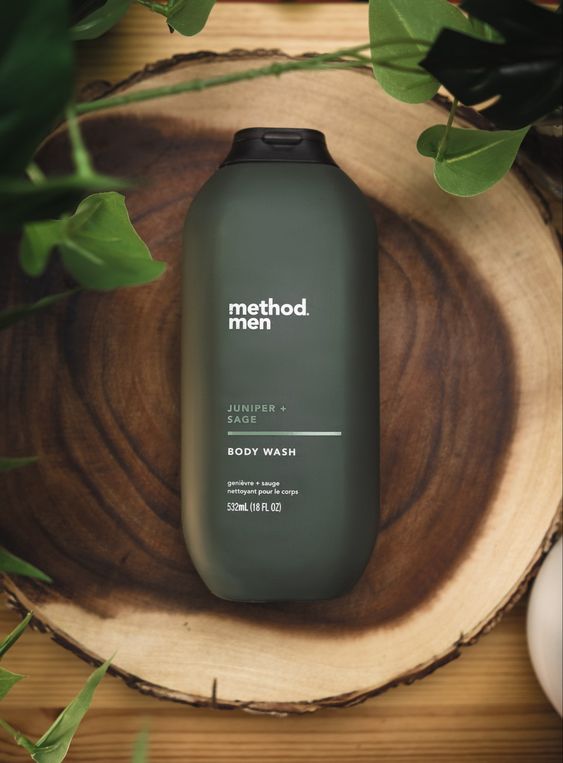 method.
men
JUNIPER +
SAGE
BODY WASH
genièvre + sauge
nettoyant pour le corps
532mL (18 FL OZ)